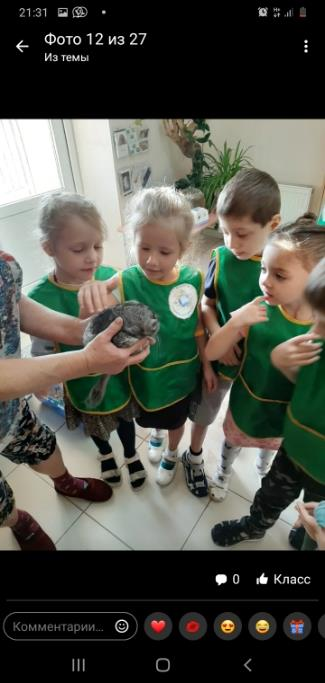 21:31
Фото 12 из 27
Из темы
0
Класс
Комментарии...